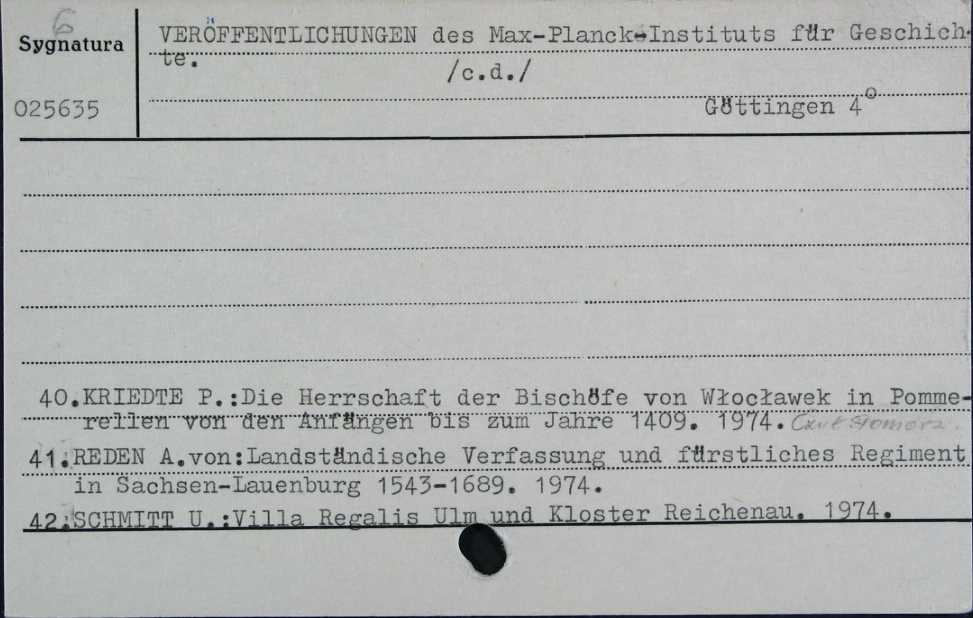 6
Sygnatura
025635
VERÖFFENTLICHUNGEN des Max-Planck-Instituts für Geschich-
te.
/c.d./
Göttingen 4°
40.KRIEDTE P.:Die Herrschaft der Bischöfe von Włocławek in Pomme-
rellen von den Anfängen bis zum Jahre 1409. 1974.
41.REDEN A.von:Landständische Verfassung und fürstliches Regiment
in Sachsen-Lauenburg 1543-1689. 1974.
42.SCHMITT U.:Villa Regalis Ulm und Kloster Reichenau. 1974.